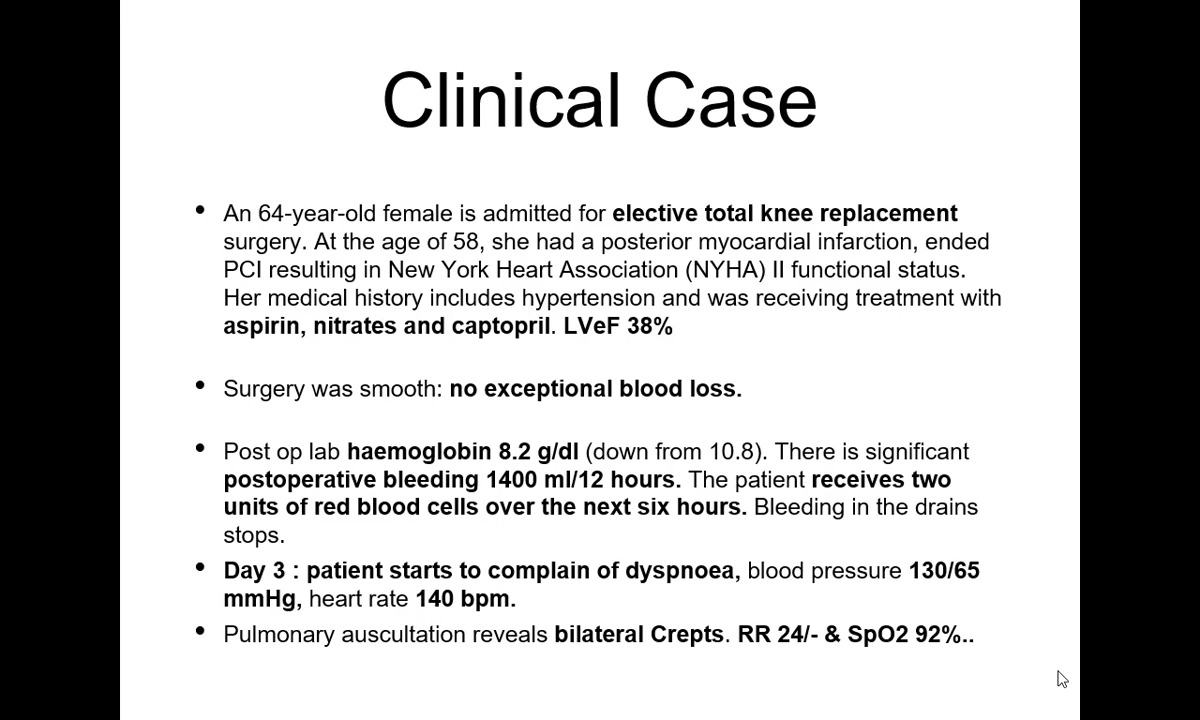 Clinical Case
• An 64-year-old female is admitted for elective total knee replacement
surgery. At the age of 58, she had a posterior myocardial infarction, ended
PCI resulting in New York Heart Association (NYHA) II functional status.
Her medical history includes hypertension and was receiving treatment with
aspirin, nitrates and captopril. LVeF 38%
• Surgery was smooth: no exceptional blood loss.
• Post op lab haemoglobin 8.2 g/dl (down from 10.8). There is significant
postoperative bleeding 1400 ml/12 hours. The patient receives two
units of red blood cells over the next six hours. Bleeding in the drains
stops.
• Day 3 : patient starts to complain of dyspnoea, blood pressure 130/65
mmHg, heart rate 140 bpm.
• Pulmonary auscultation reveals bilateral Crepts. RR 24/- & SpO2 92%..